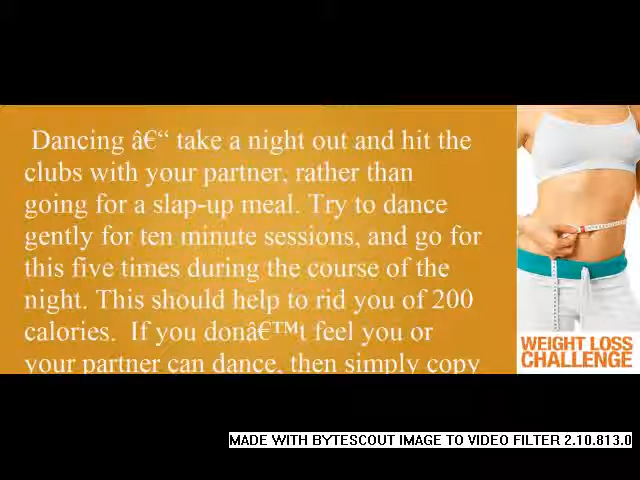 Dancing â€“ take a night out and hit the
clubs with your partner, rather than
going for a slap-up meal. Try to dance
gently for ten minute sessions, and go for
this five times during the course of the
night. This should help to rid you of 200
calories.  If you donâ€™t feel you or
your partner can dance, then simply copy
WEIGHT LOSS
CHALLENGE
MADE WITH BYTESCOUT IMAGE TO VIDEO FILTER 2.10.813.0